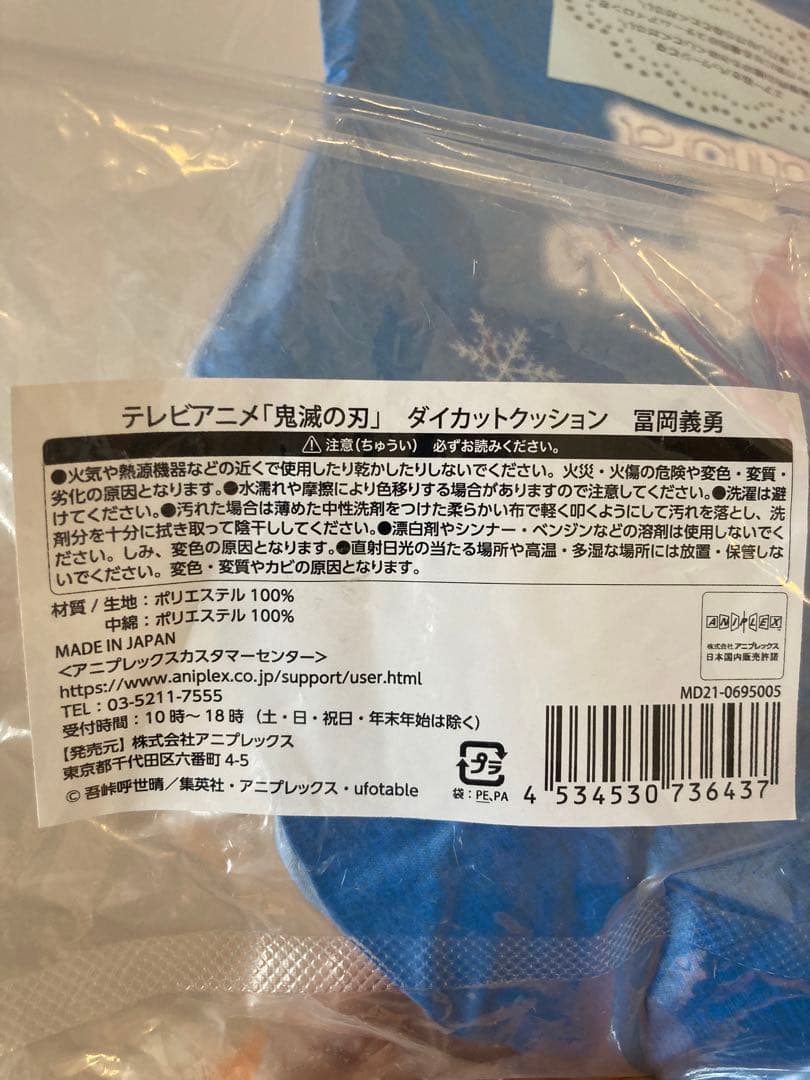 テレビアニメ「鬼滅の刃」 ダイカットクッション 冨岡義勇
⚠注意(ちゅうい) 必ずお読みください。
●火気や熱源機器などの近くで使用したり乾かしたりしないでください。火災・火傷の危険や変色・変質・
劣化の原因となります。●水濡れや摩擦により色移りする場合がありますので注意してください。●洗濯は避
けてください。●汚れた場合は薄めた中性洗剤をつけた柔らかい布で軽く叩くようにして汚れを落とし、洗
剤分を十分に拭き取って陰干ししてください。●漂白剤やシンナー・ベンジンなどの溶剤は使用しないでく
ださい。しみ、変色の原因となります。●直射日光の当たる場所や高温・多湿な場所には放置・保管しな
いでください。変色・変質やカビの原因となります。
材質 / 生地:ポリエステル 100%
中綿:ポリエステル 100%
MADE IN JAPAN
<アニプレックスカスタマーセンター>
https://www.aniplex.co.jp/support/user.html
TEL:03-5211-7555
受付時間:10時〜18時(土・日・祝日・年末年始は除く)
【発売元】株式会社アニプレックス
東京都千代田区六番町 4-5
© 吾峠呼世晴/集英社・アニプレックス・ufotable
ANIPLEX
株式会社 アニプレックス
日本国内販売許諾
MD21-0695005
プラ
袋:PE、PA
4 534530 736437